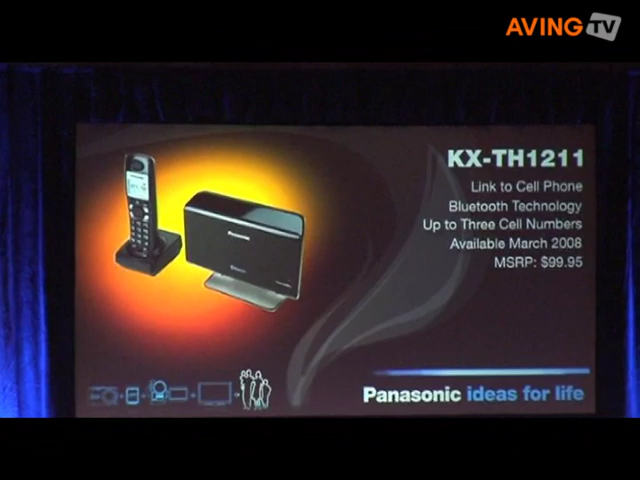 AVING TV
KX-TH1211
Link to Cell Phone
Bluetooth Technology
Up to Three Cell Numbers
Available March 2008
MSRP: $99.95
Panasonic
Panasonic ideas for life